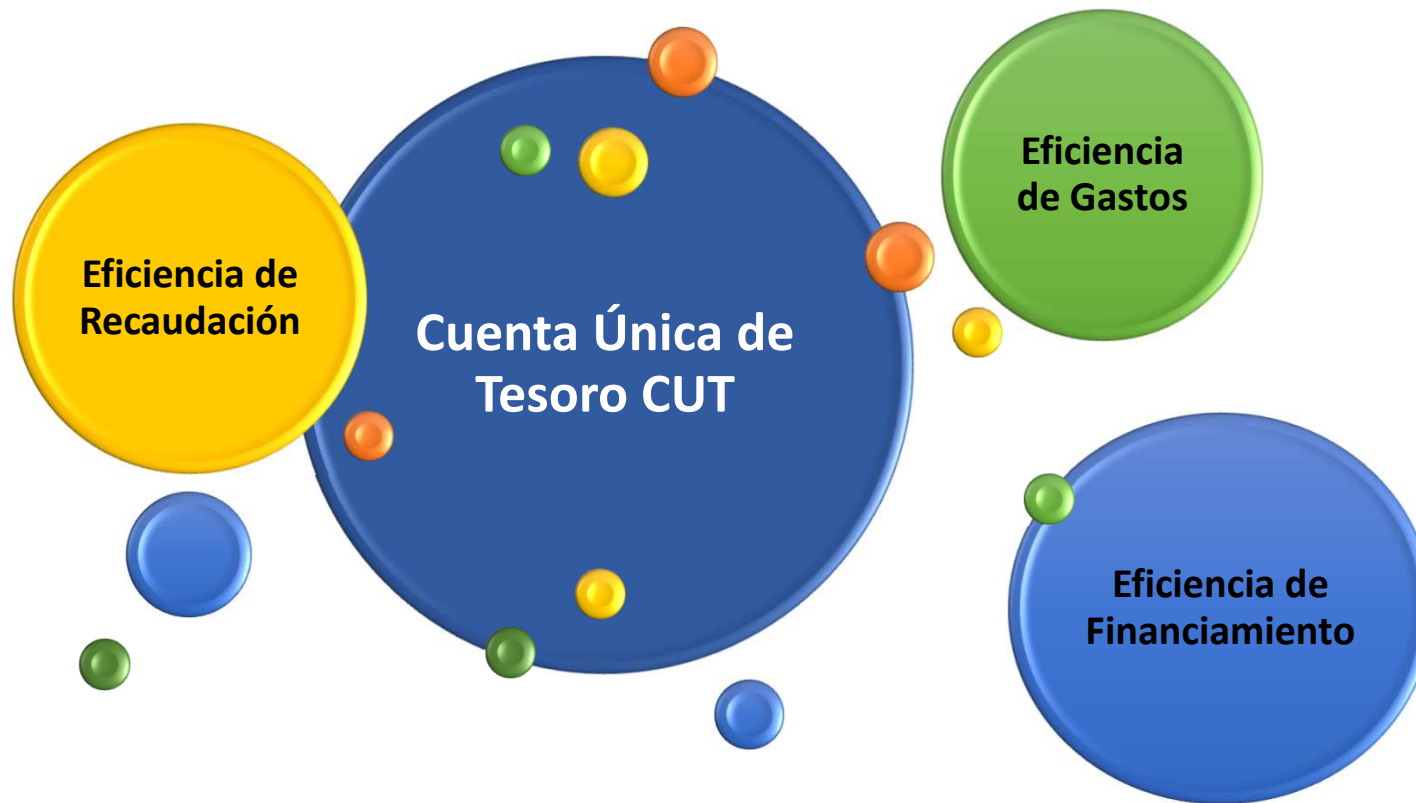 Eficiencia de
Recaudación
Cuenta Única de
Tesoro CUT
Eficiencia
de Gastos
Eficiencia de
Financiamiento